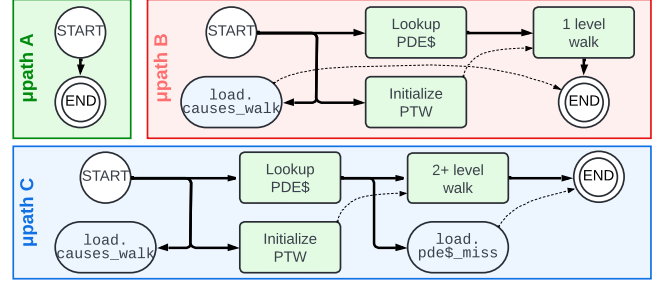 μpath A
START
END
μpath B
START
Lookup
PDE$
1 level
walk
load.
causes_walk
Initialize
PTW
END
μpath C
START
Lookup
PDE$
2+ level
walk
END
load.
causes_walk
Initialize
PTW
load.
pde$_miss